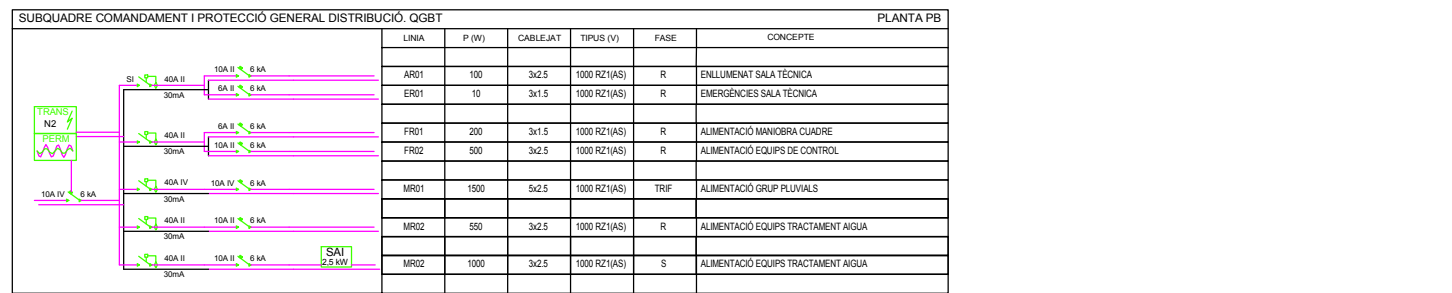 SUBQUADRE COMANDAMENT I PROTECCIÓ GENERAL DISTRIBUCIÓ. QGBT PLANTA PB
LINIA P (W) CABLEJAT TIPUS (V) FASE CONCEPTE
SI 40A II 10A II 6 kA AR01 100 3x2.5 1000 RZ1(AS) R ENLLUMENAT SALA TÈCNICA
30mA 6A II 6 kA ER01 10 3x1.5 1000 RZ1(AS) R EMERGÈNCIES SALA TÈCNICA
TRANS
N2
PERM
40A II 6A II 6 kA FR01 200 3x1.5 1000 RZ1(AS) R ALIMENTACIÓ MANIOBRA CUADRE
30mA 10A II 6 kA FR02 500 3x2.5 1000 RZ1(AS) R ALIMENTACIÓ EQUIPS DE CONTROL
10A IV 6 kA
40A IV 10A IV 6 kA MR01 1500 5x2.5 1000 RZ1(AS) TRIF ALIMENTACIÓ GRUP PLUVIALS
30mA
40A II 10A II 6 kA MR02 550 3x2.5 1000 RZ1(AS) R ALIMENTACIÓ EQUIPS TRACTAMENT AIGUA
30mA
40A II 10A II 6 kA SAI 2,5 kW MR02 1000 3x2.5 1000 RZ1(AS) S ALIMENTACIÓ EQUIPS TRACTAMENT AIGUA
30mA